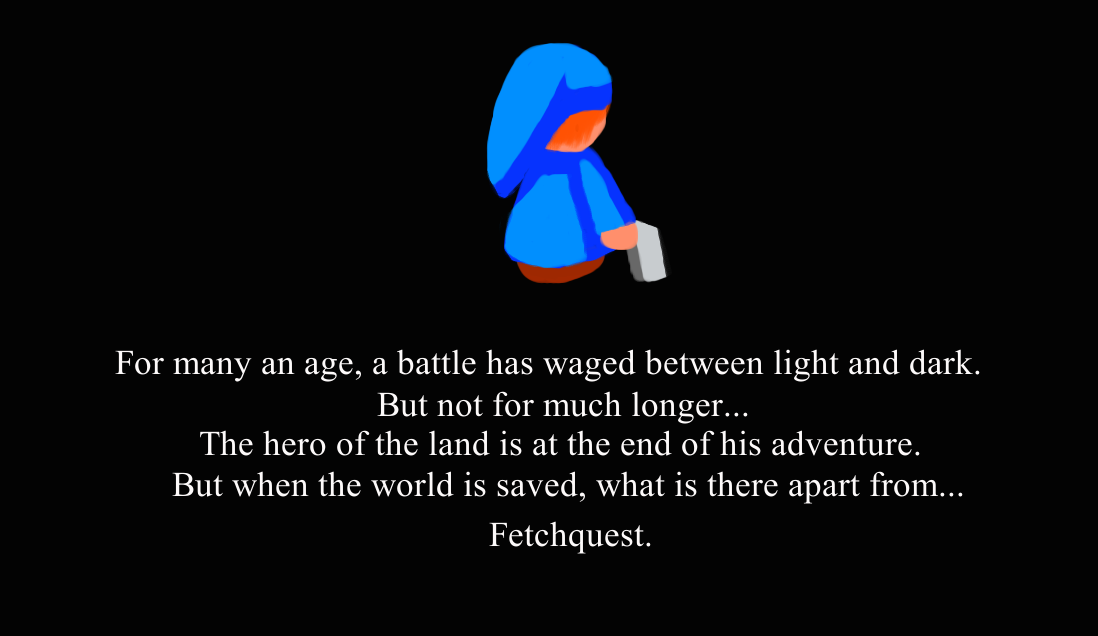 For many an age, a battle has waged between light and dark.
But not for much longer...
The hero of the land is at the end of his adventure.
But when the world is saved, what is there apart from...
Fetchquest.